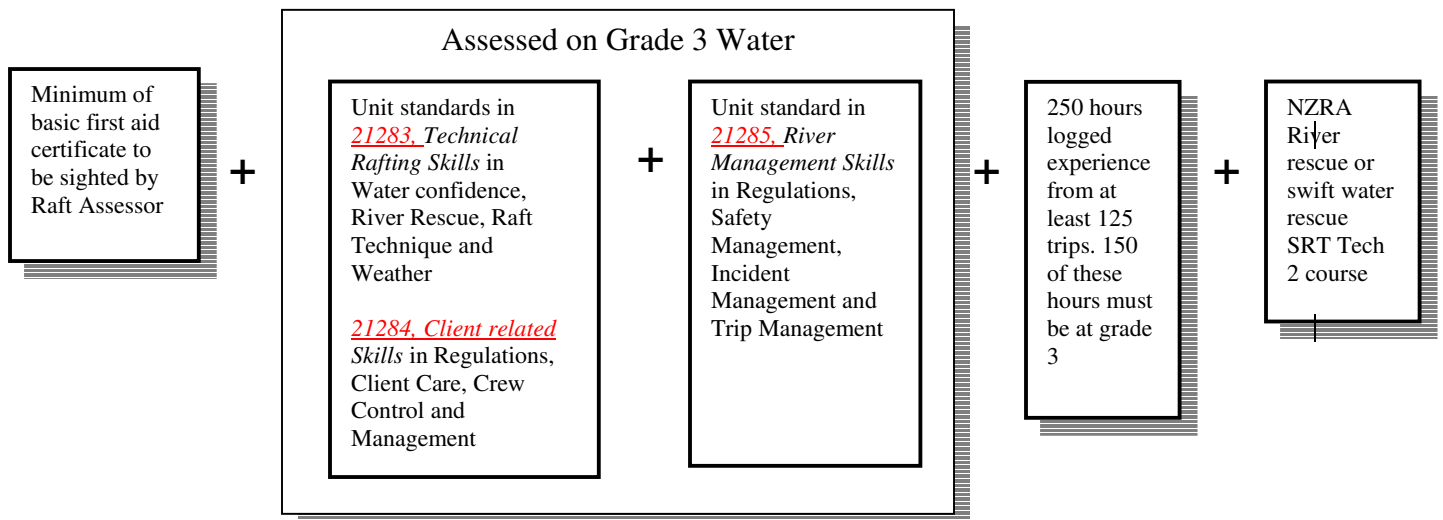 Assessed on Grade 3 Water
Minimum of
basic first aid
certificate to
be sighted by
Raft Assessor
+
Unit standards in
21283, Technical
Rafting Skills in
Water confidence,
River Rescue, Raft
Technique and
Weather
21284, Client related
Skills in Regulations,
Client Care, Crew
Control and
Management
+
Unit standard in
21285, River
Management Skills
in Regulations,
Safety
Management,
Incident
Management and
Trip Management
+
250 hours
logged
experience
from at
least 125
trips. 150
of these
hours must
be at grade
3
+
NZRA
River
rescue or
swift water
rescue
SRT Tech
2 course